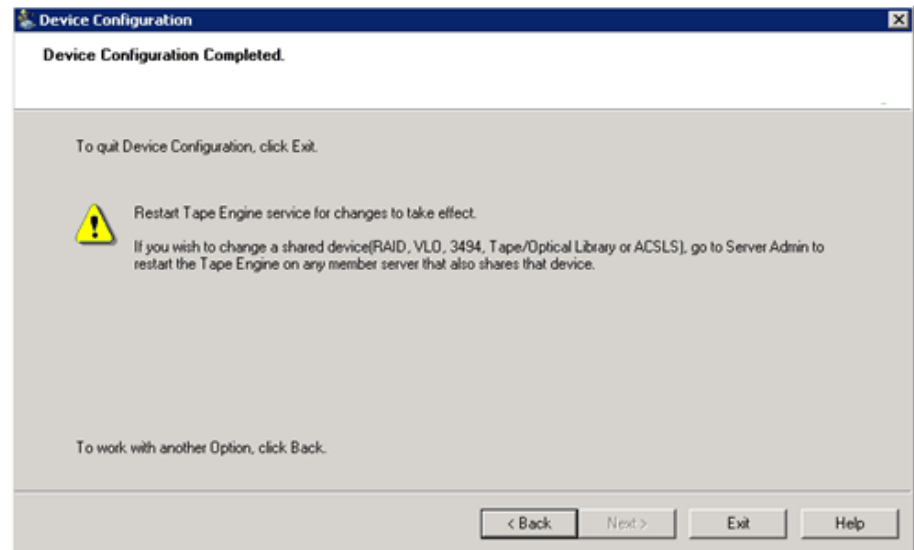 Device Configuration
Device Configuration Completed.
To quit Device Configuration, click Exit.
Restart Tape Engine service for changes to take effect.
If you wish to change a shared device(RAID, VLO, 3494, Tape/Optical Library or ACSLS), go to Server Admin to
restart the Tape Engine on any member server that also shares that device.
To work with another Option, click Back.
< Back Next > Exit Help